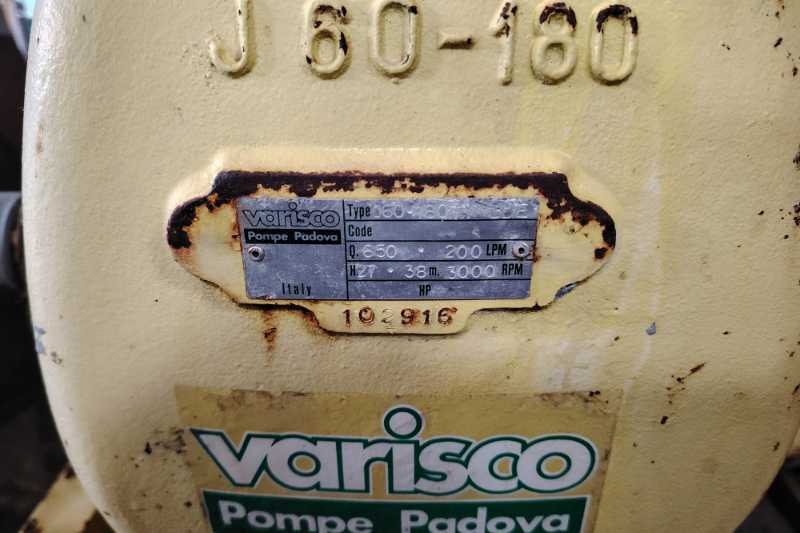 J 60-180
varisco
Pompe Padova
Italy
Type
Code
Q. 650 • 200 LPM
H. 27 • 38 m. 3000 RPM
HP
102916
varisco
Pompe Padova